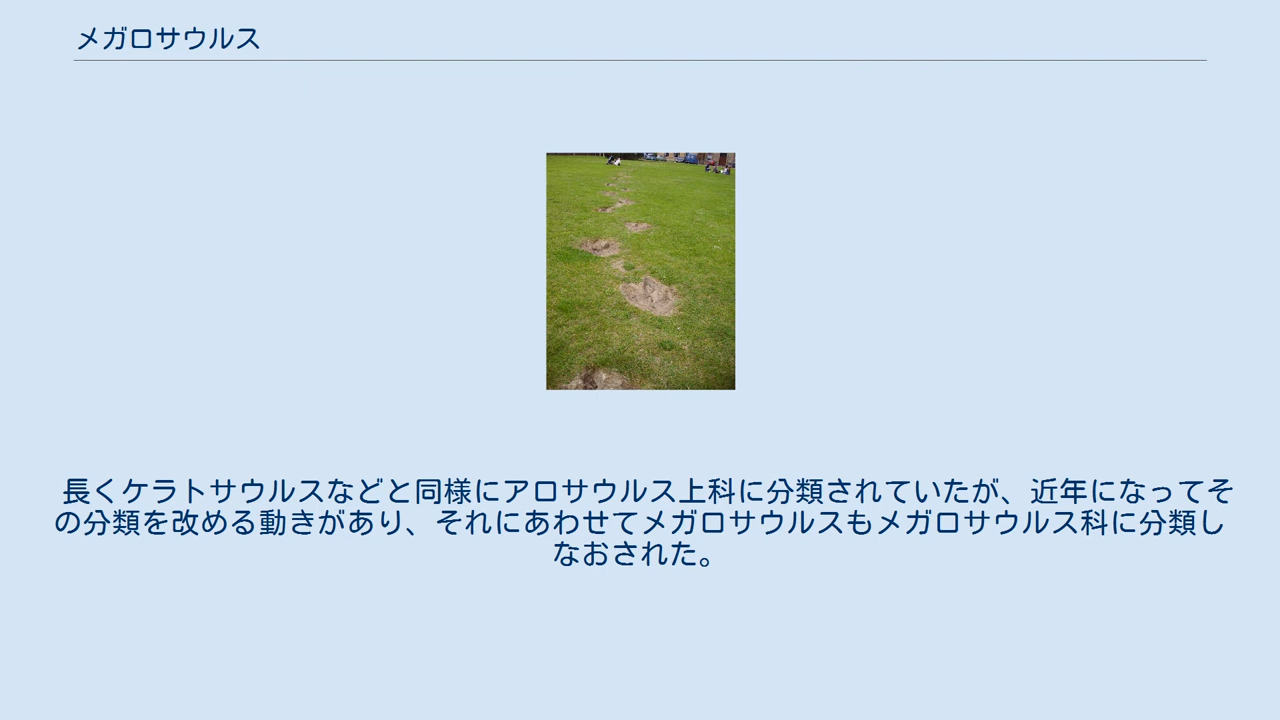 メガロサウルス
長くケラトサウルスなどと同様にアロサウルス上科に分類されていたが、近年になってそ
の分類を改める動きがあり、それにあわせてメガロサウルスもメガロサウルス科に分類し
なおされた。